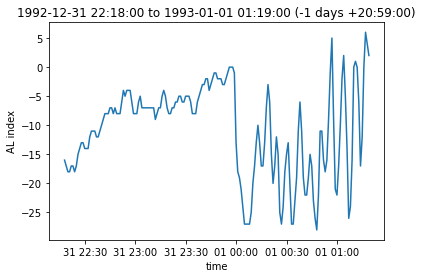 1992-12-31 22:18:00 to 1993-01-01 01:19:00 (-1 days +20:59:00)
5
0
−5
−10
−15
−20
−25
AL index
31 22:30 31 23:00 31 23:30 01 00:00 01 00:30 01 01:00
time